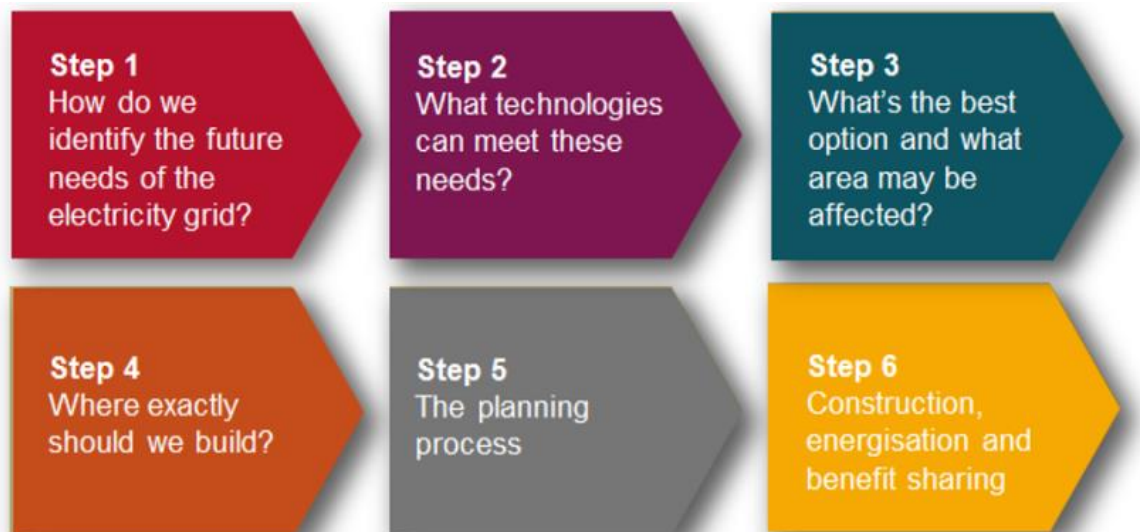 Step 1
How do we
identify the future
needs of the
electricity grid?
Step 2
What technologies
can meet these
needs?
Step 3
What's the best
option and what
area may be
affected?
Step 4
Where exactly
should we build?
Step 5
The planning
process
Step 6
Construction,
energisation and
benefit sharing